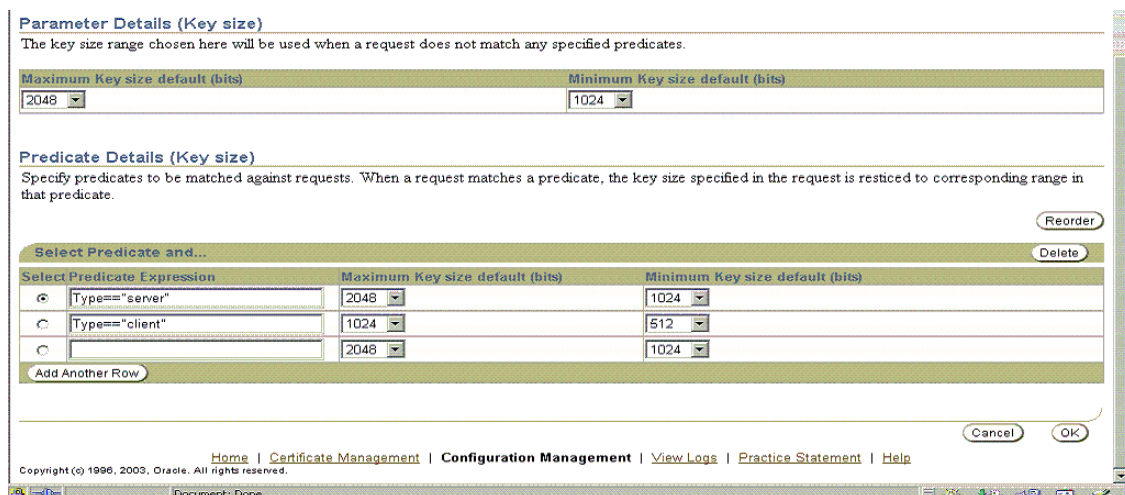 Parameter Details (Key size)
The key size range chosen here will be used when a request does not match any specified predicates.
Maximum Key size default (bits) Minimum Key size default (bits)
2048 1024
Predicate Details (Key size)
Specify predicates to be matched against requests. When a request matches a predicate, the key size specified in the request is resticed to corresponding range in
that predicate.
Reorder
Select Predicate and... Delete
Select Predicate Expression Maximum Key size default (bits) Minimum Key size default (bits)
Type=="server" 2048 1024
Type=="client" 1024 512
2048 1024
Add Another Row
Cancel OK
Home | Certificate Management | Configuration Management | View Logs | Practice Statement | Help
Copyright (c) 1996, 2003, Oracle. All rights reserved.
Document: Done